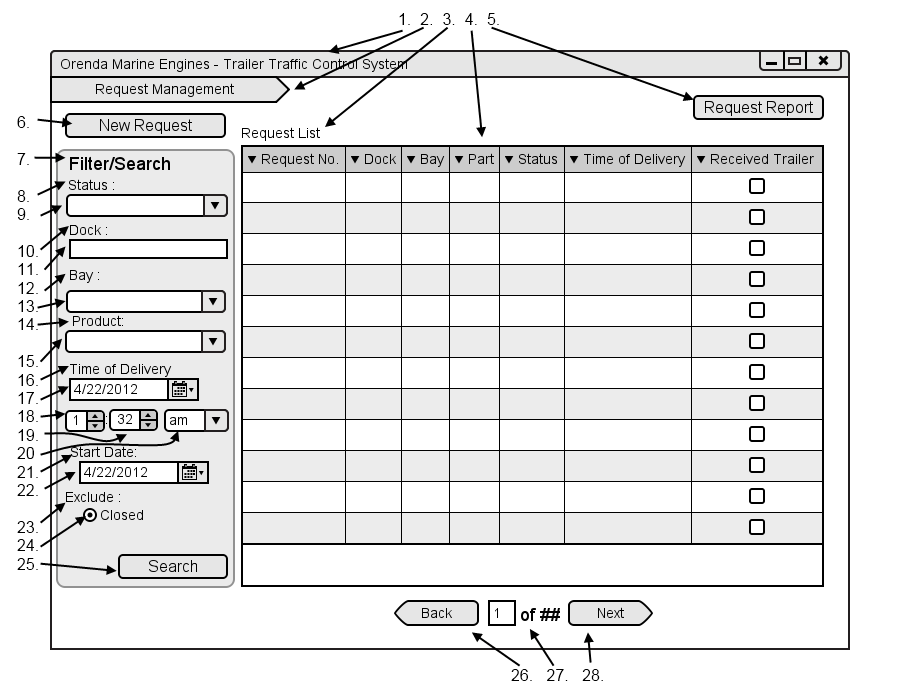 1. 2. 3. 4. 5.
Orenda Marine Engines - Trailer Traffic Control System
Request Management
Request Report
6.
New Request
Request List
7.
Filter/Search
Request No. Dock Bay Part Status Time of Delivery Received Trailer
8.
Status :
9.
10.
Dock :
11.
12.
Bay :
13.
14.
Product:
15.
16.
Time of Delivery
17.
4/22/2012
18.
1 : 32 am
19.
20
21.
Start Date:
22.
4/22/2012
23.
Exclude :
24.
Closed
25.
Search
Back 1 of ## Next
26. 27. 28.